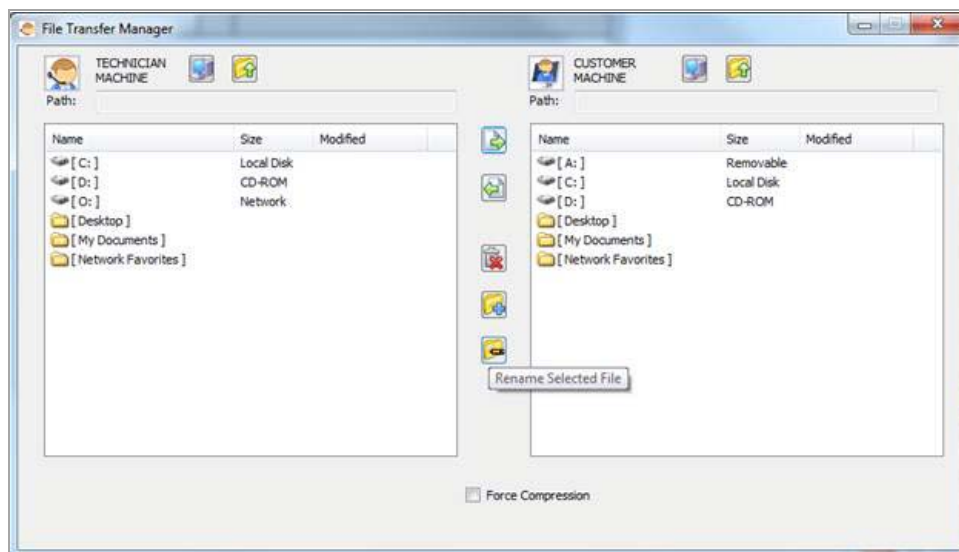 File Transfer Manager
TECHNICIAN
MACHINE
Path:
Name Size Modified
[ C: ] Local Disk
[ D: ] CD-ROM
[ O: ] Network
[ Desktop ]
[ My Documents ]
[ Network Favorites ]
CUSTOMER
MACHINE
Path:
Name Size Modified
[ A: ] Removable
[ C: ] Local Disk
[ D: ] CD-ROM
[ Desktop ]
[ My Documents ]
[ Network Favorites ]
Rename Selected File
Force Compression